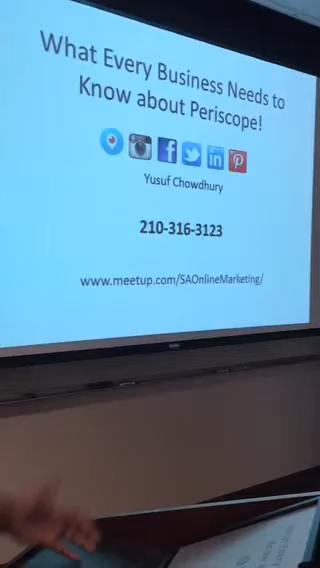 What Every Business Needs to
Know about Periscope!
Yusuf Chowdhury
210-316-3123
www.meetup.com/SAOnlineMarketing/